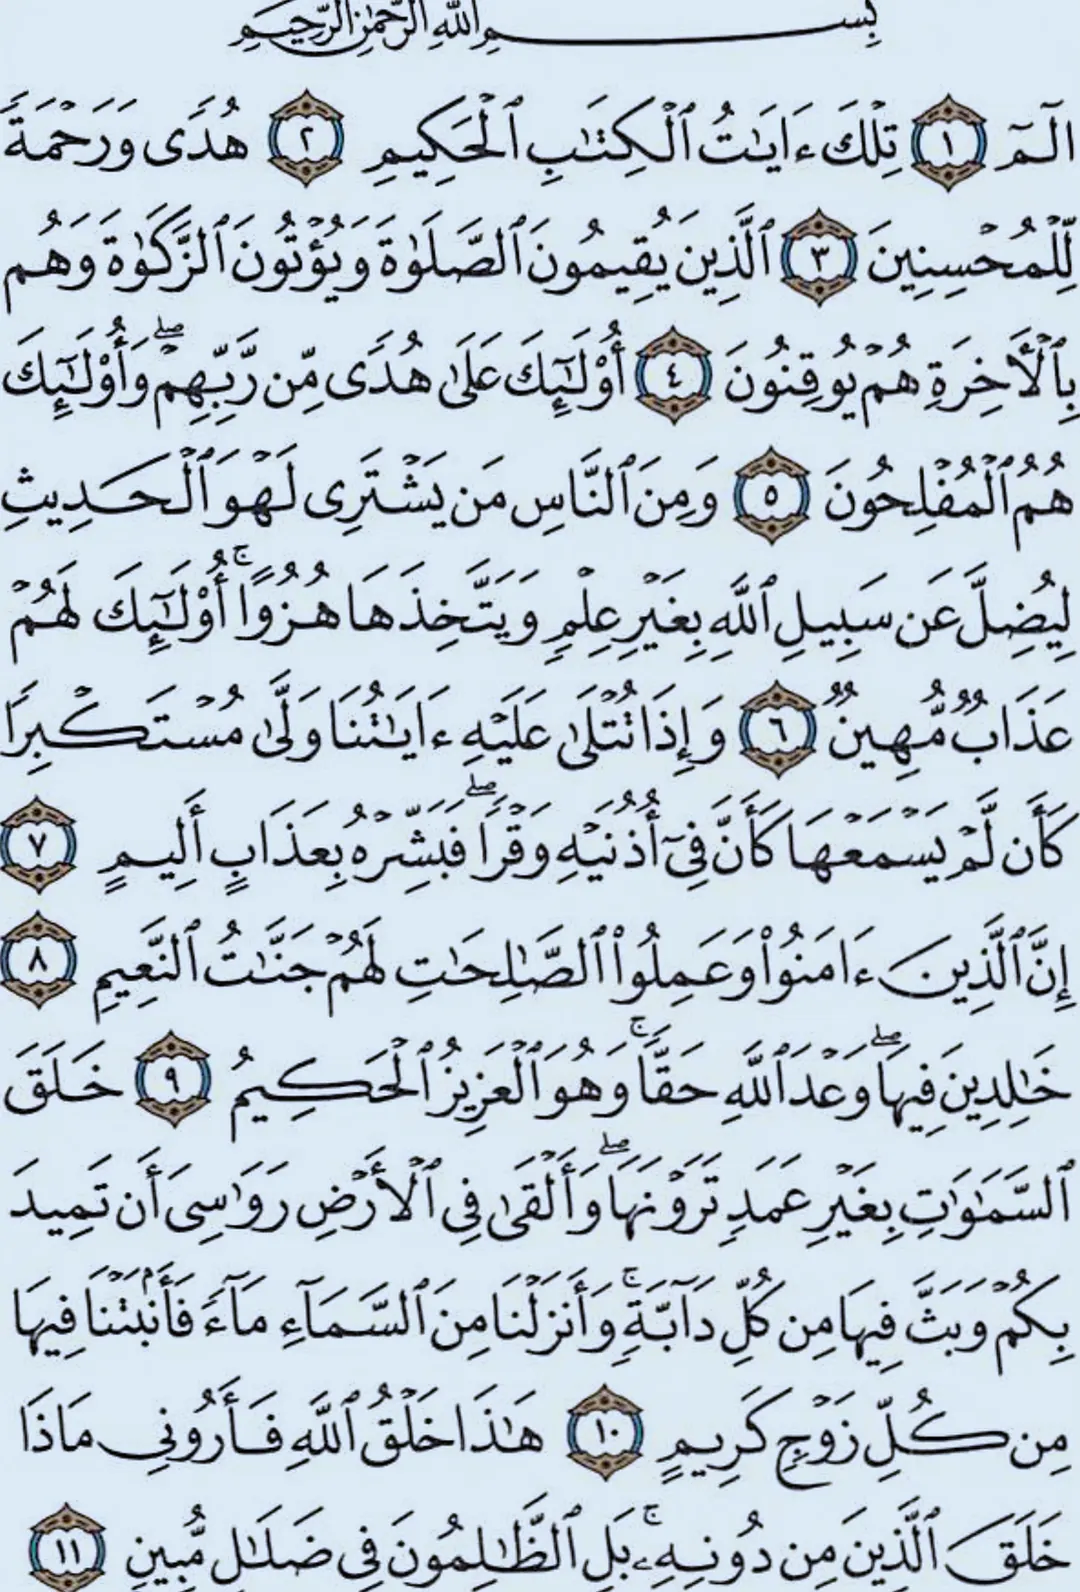 بِسْمِ ٱللَّهِ ٱلرَّحْمَٰنِ ٱلرَّحِيمِ
الٓمٓ ١ تِلْكَ ءَايَٰتُ ٱلْكِتَٰبِ ٱلْحَكِيمِ ٢ هُدًى وَرَحْمَةً
لِّلْمُحْسِنِينَ ٣ ٱلَّذِينَ يُقِيمُونَ ٱلصَّلَوٰةَ وَيُؤْتُونَ ٱلزَّكَوٰةَ وَهُم
بِٱلْأَخِرَةِ هُمْ يُوقِنُونَ ٤ أُو۟لَٰٓئِكَ عَلَىٰ هُدًى مِّن رَّبِّهِمْ ۖ وَأُو۟لَٰٓئِكَ
هُمُ ٱلْمُفْلِحُونَ ٥ وَمِنَ ٱلنَّاسِ مَن يَشْتَرِى لَهْوَ ٱلْحَدِيثِ
لِيُضِلَّ عَن سَبِيلِ ٱللَّهِ بِغَيْرِ عِلْمٍ وَيَتَّخِذَهَا هُزُوًا ۚ أُو۟لَٰٓئِكَ لَهُمْ
عَذَابٌ مُّهِينٌ ٦ وَإِذَا تُتْلَىٰ عَلَيْهِ ءَايَٰتُنَا وَلَّىٰ مُسْتَكْبِرًا
كَأَن لَّمْ يَسْمَعْهَا كَأَنَّ فِىٓ أُذُنَيْهِ وَقْرًا ۖ فَبَشِّرْهُ بِعَذَابٍ أَلِيمٍ ٧
إِنَّ ٱلَّذِينَ ءَامَنُوا۟ وَعَمِلُوا۟ ٱلصَّٰلِحَٰتِ لَهُمْ جَنَّٰتُ ٱلنَّعِيمِ ٨
خَٰلِدِينَ فِيهَا ۖ وَعْدَ ٱللَّهِ حَقًّا ۚ وَهُوَ ٱلْعَزِيزُ ٱلْحَكِيمُ ٩ خَلَقَ
ٱلسَّمَٰوَٰتِ بِغَيْرِ عَمَدٍ تَرَوْنَهَا ۖ وَأَلْقَىٰ فِى ٱلْأَرْضِ رَوَٰسِىَ أَن تَمِيدَ
بِكُمْ وَبَثَّ فِيهَا مِن كُلِّ دَآبَّةٍ ۚ وَأَنزَلْنَا مِنَ ٱلسَّمَآءِ مَآءً فَأَنۢبَتْنَا فِيهَا
مِن كُلِّ زَوْجٍ كَرِيمٍ ١٠ هَٰذَا خَلْقُ ٱللَّهِ فَأَرُونِى مَاذَا
خَلَقَ ٱلَّذِينَ مِن دُونِهِۦ ۚ بَلِ ٱلظَّٰلِمُونَ فِى ضَلَٰلٍ مُّبِينٍ ١١